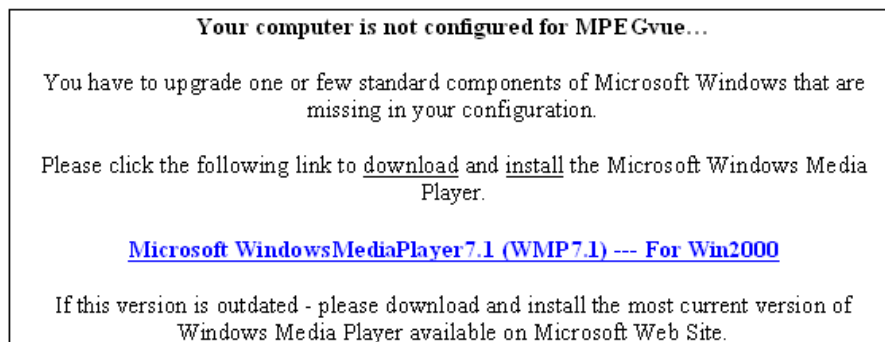 Your computer is not configured for MPEGvue...
You have to upgrade one or few standard components of Microsoft Windows that are
missing in your configuration.
Please click the following link to download and install the Microsoft Windows Media
Player.
Microsoft WindowsMediaPlayer7.1 (WMP7.1) --- For Win2000
If this version is outdated - please download and install the most current version of
Windows Media Player available on Microsoft Web Site.